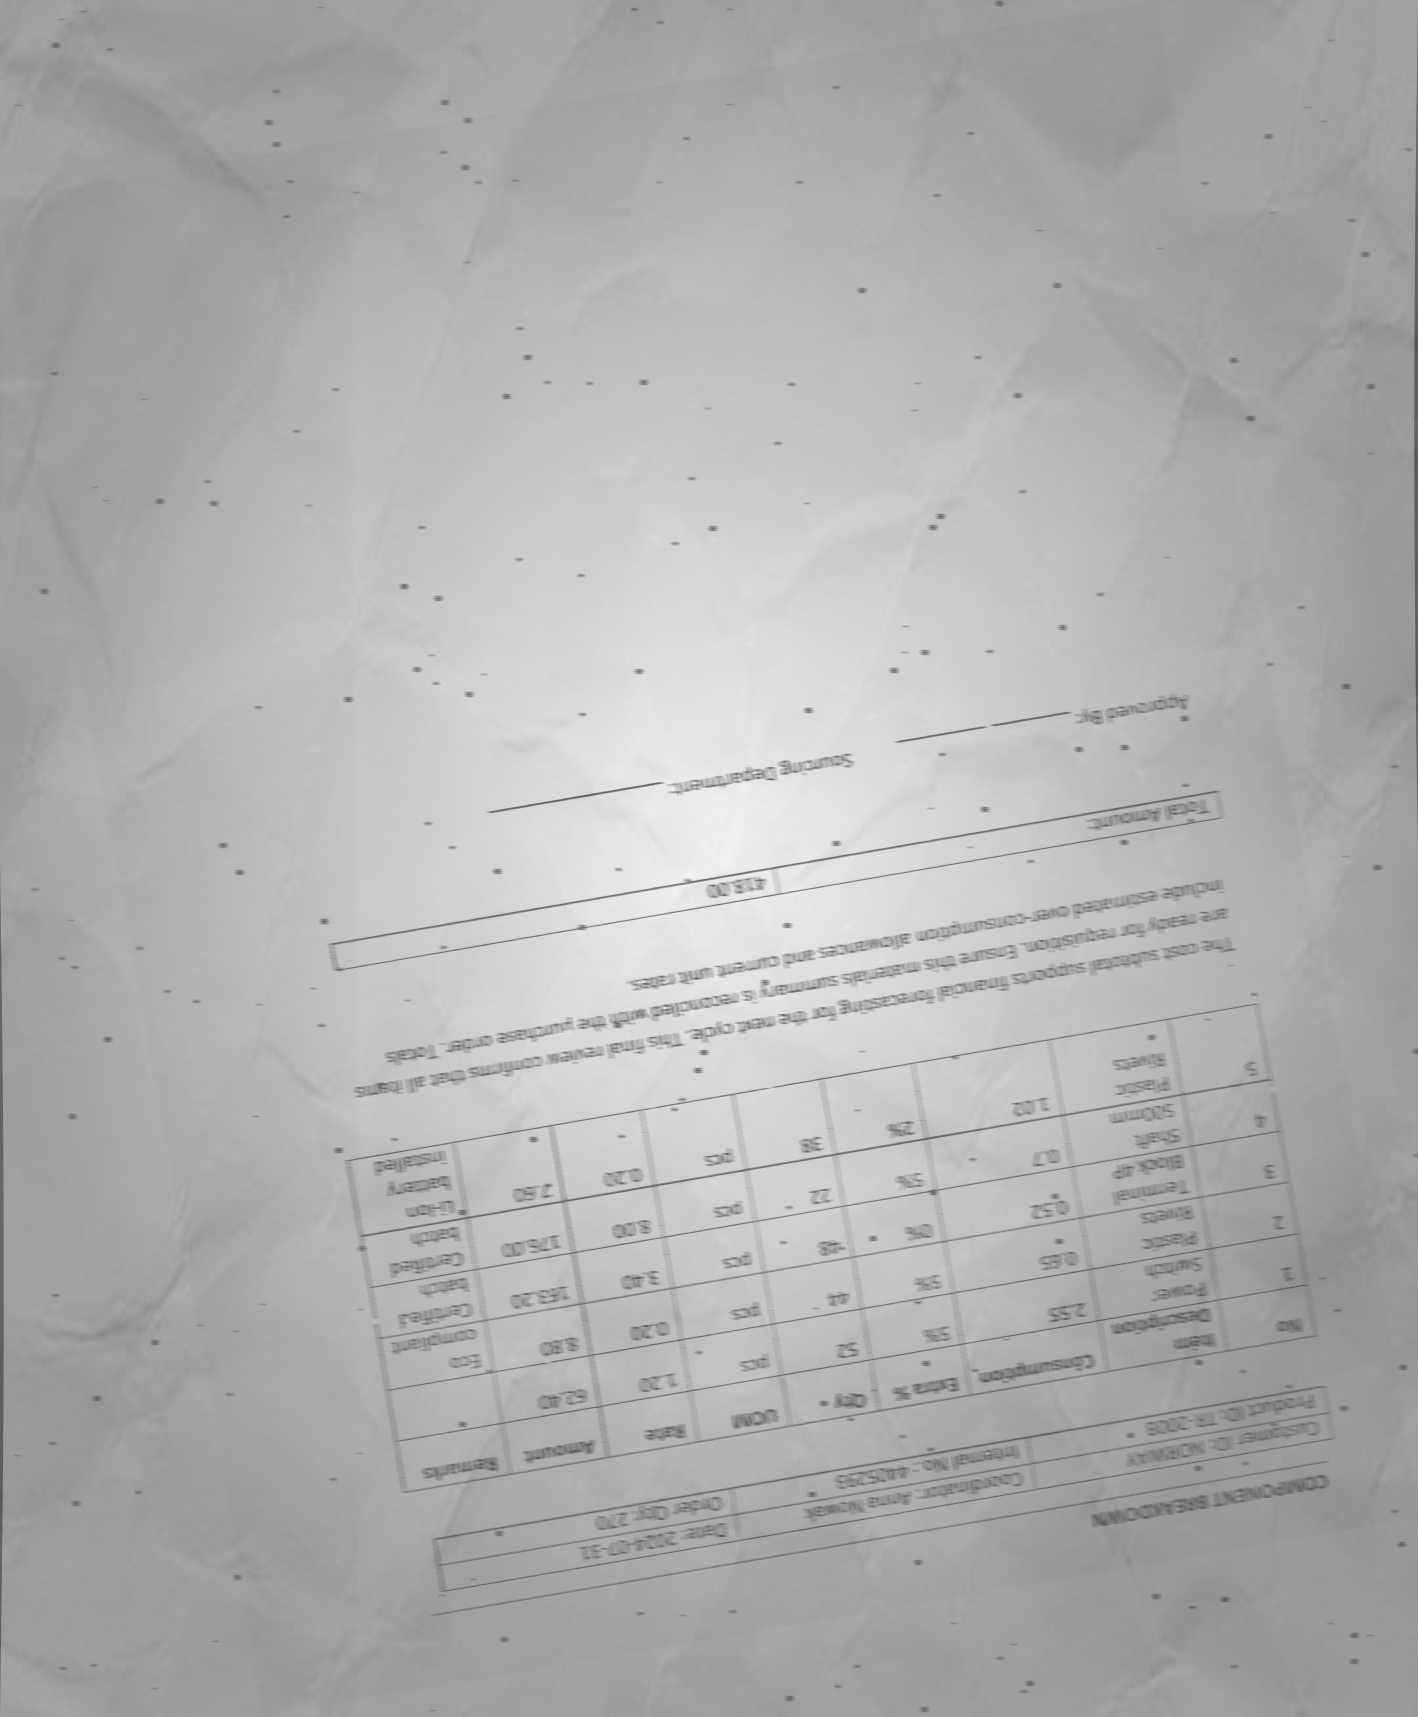 COMPONENT BREAKDOWN
Customer ID: NORWAY Coordinator: Anna Nowak Date: 2024-07-31
Product ID: TR-2008 Internal No.: 4425293 Order Qty: 270
No Item Description Consumption Extra % Qty UOM Rate Amount Remarks
1 Power Switch 2.55 5% 52 pcs 1.20 62.40
2 Plastic Rivets 0.65 5% 44 pcs 0.20 8.80 Eco compliant
3 Terminal Block 4P 0.52 0% 48 pcs 3.40 163.20 Certified batch
4 Shaft 500mm 0.7 5% 22 pcs 8.00 176.00 Certified batch
5 Plastic Rivets 1.02 2% 38 pcs 0.20 7.60 Li-Ion battery installed
The cost subtotal supports financial forecasting for the next cycle. This final review confirms that all items
are ready for requisition. Ensure this materials summary is reconciled with the purchase order. Totals
include estimated over-consumption allowances and current unit rates.
Total Amount: 418.00
Approved By: Sourcing Department: